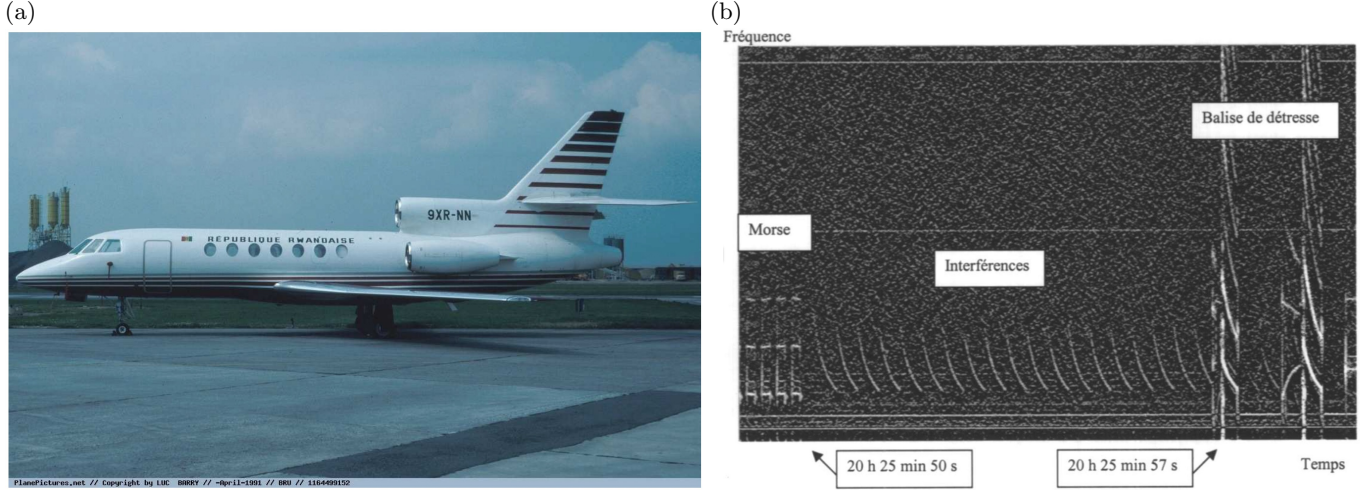 (a)
9XR-NN
RÉPUBLIQUE RWANDAISE
PlanePictures.net // Copyright by LUC BARRY // ~April~1991 // BRU // 1164499152
(b)
Fréquence
Balise de détresse
Morse
Interférences
20 h 25 min 50 s
20 h 25 min 57 s
Temps